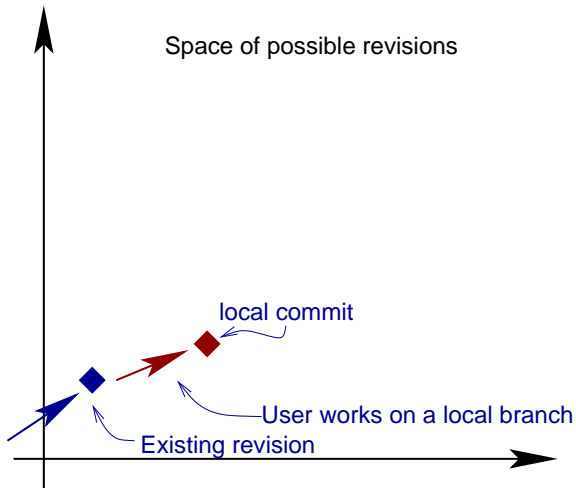 Space of possible revisions
local commit
User works on a local branch
Existing revision